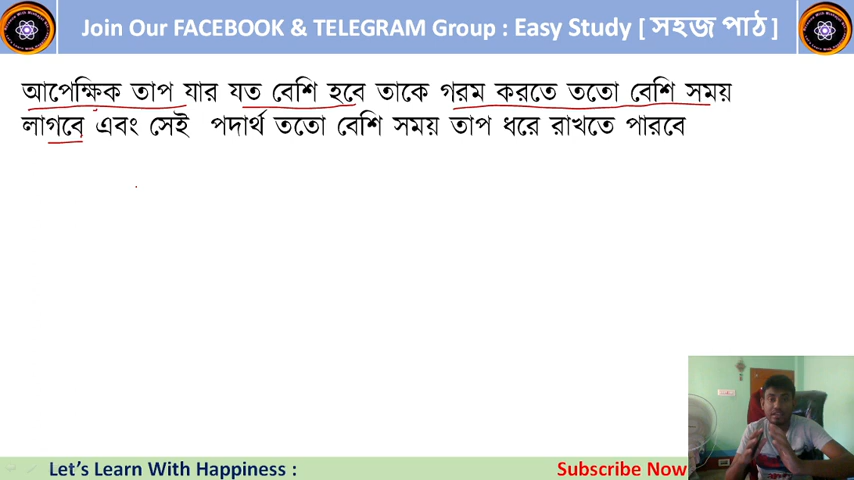 Join Our FACEBOOK & TELEGRAM Group : Easy Study [ সহজ পাঠ ]
আপেক্ষিক তাপ যার যত বেশি হবে তাকে গরম করতে ততো বেশি সময়
লাগবে এবং সেই পদার্থ ততো বেশি সময় তাপ ধরে রাখতে পারবে
Let's Learn With Happiness :
Subscribe Now